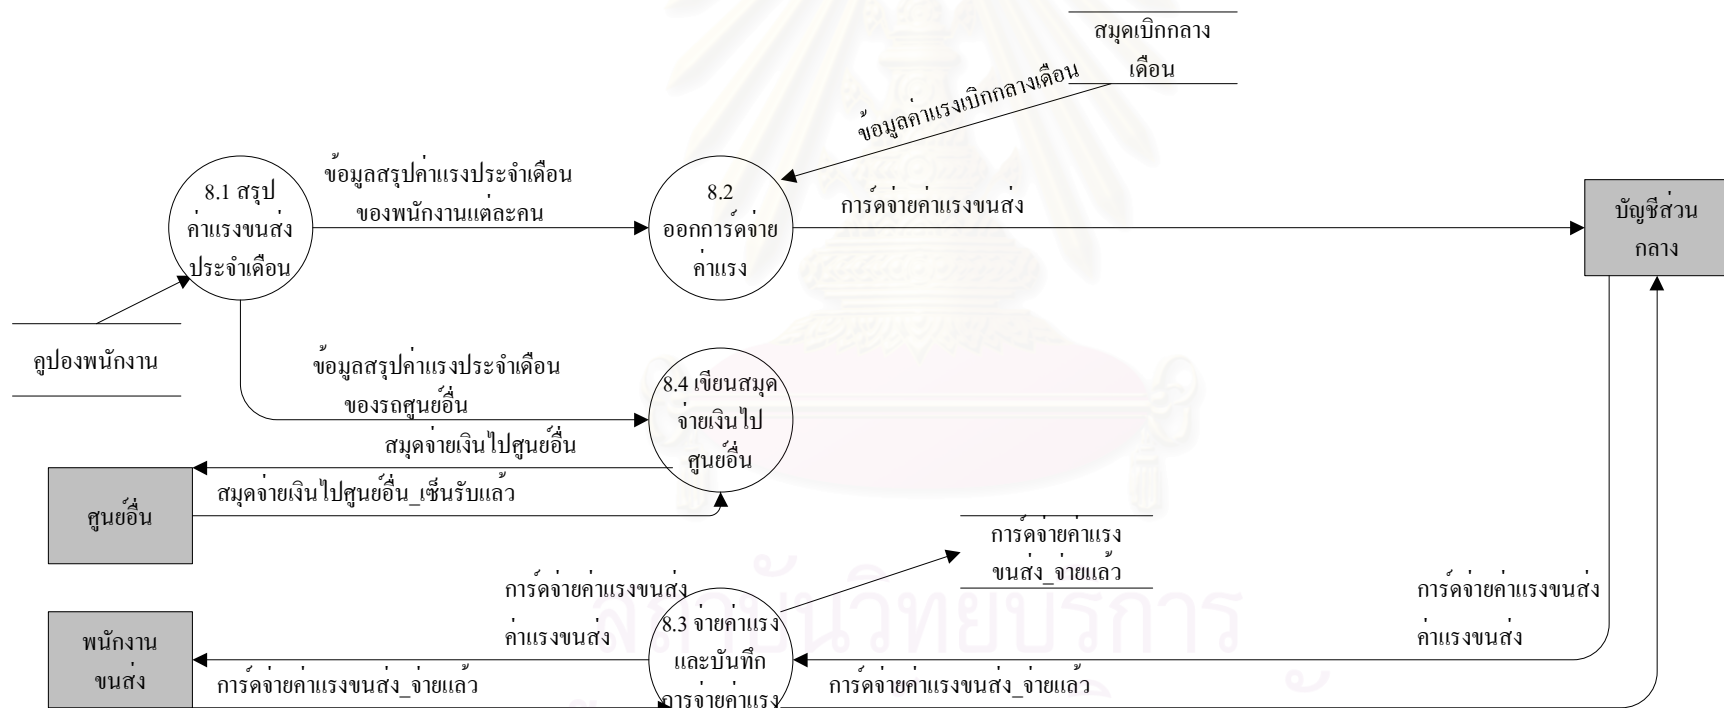 สมุดเบิกกลาง
เดือน
ข้อมูลค่าแรงเบิกกลางเดือน
8.1 สรุป
ค่าแรงขนส่ง
ประจำเดือน
ข้อมูลสรุปค่าแรงประจำเดือน
ของพนักงานแต่ละคน
8.2
ออกการ์ดจ่าย
ค่าแรง
การ์ดจ่ายค่าแรงขนส่ง
บัญชีส่วน
กลาง
คูปองพนักงาน
ข้อมูลสรุปค่าแรงประจำเดือน
ของรถศูนย์อื่น
8.4 เขียนสมุด
จ่ายเงินไป
ศูนย์อื่น
สมุดจ่ายเงินไปศูนย์อื่น
สมุดจ่ายเงินไปศูนย์อื่น_เซ็นรับแล้ว
ศูนย์อื่น
การ์ดจ่ายค่าแรง
ขนส่ง_จ่ายแล้ว
การ์ดจ่ายค่าแรงขนส่ง
ค่าแรงขนส่ง
8.3 จ่ายค่าแรง
และบันทึก
การจ่ายค่าแรง
การ์ดจ่ายค่าแรงขนส่ง
ค่าแรงขนส่ง
พนักงาน
ขนส่ง
การ์ดจ่ายค่าแรงขนส่ง_จ่ายแล้ว
การ์ดจ่ายค่าแรงขนส่ง_จ่ายแล้ว
สถาบันวิทยบริการ